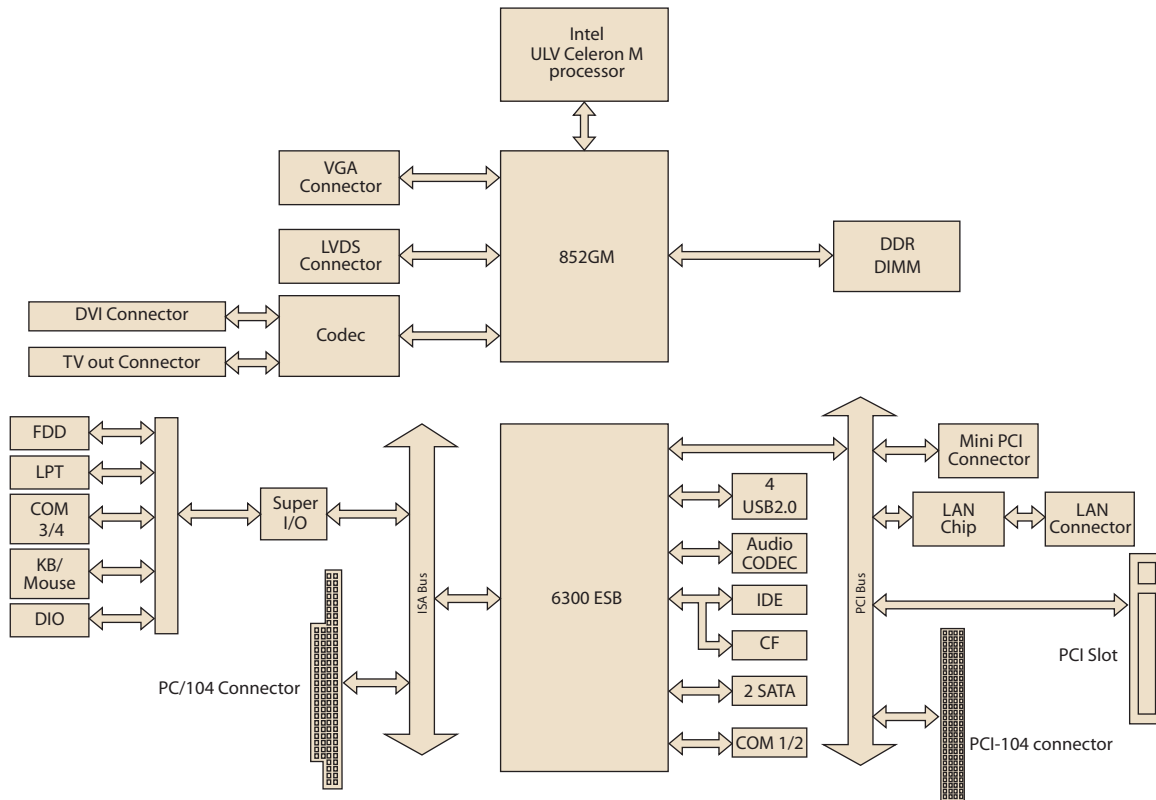 Intel
ULV Celeron M
processor
VGA
Connector
LVDS
Connector
852GM
DDR
DIMM
DVI Connector
Codec
TV out Connector
FDD
LPT
COM
3/4
KB/
Mouse
DIO
Super
I/O
ISA Bus
PC/104 Connector
6300 ESB
4
USB2.0
Audio
CODEC
IDE
CF
2 SATA
COM 1/2
PCI Bus
Mini PCI
Connector
LAN
Chip
LAN
Connector
PCI Slot
PCI-104 connector